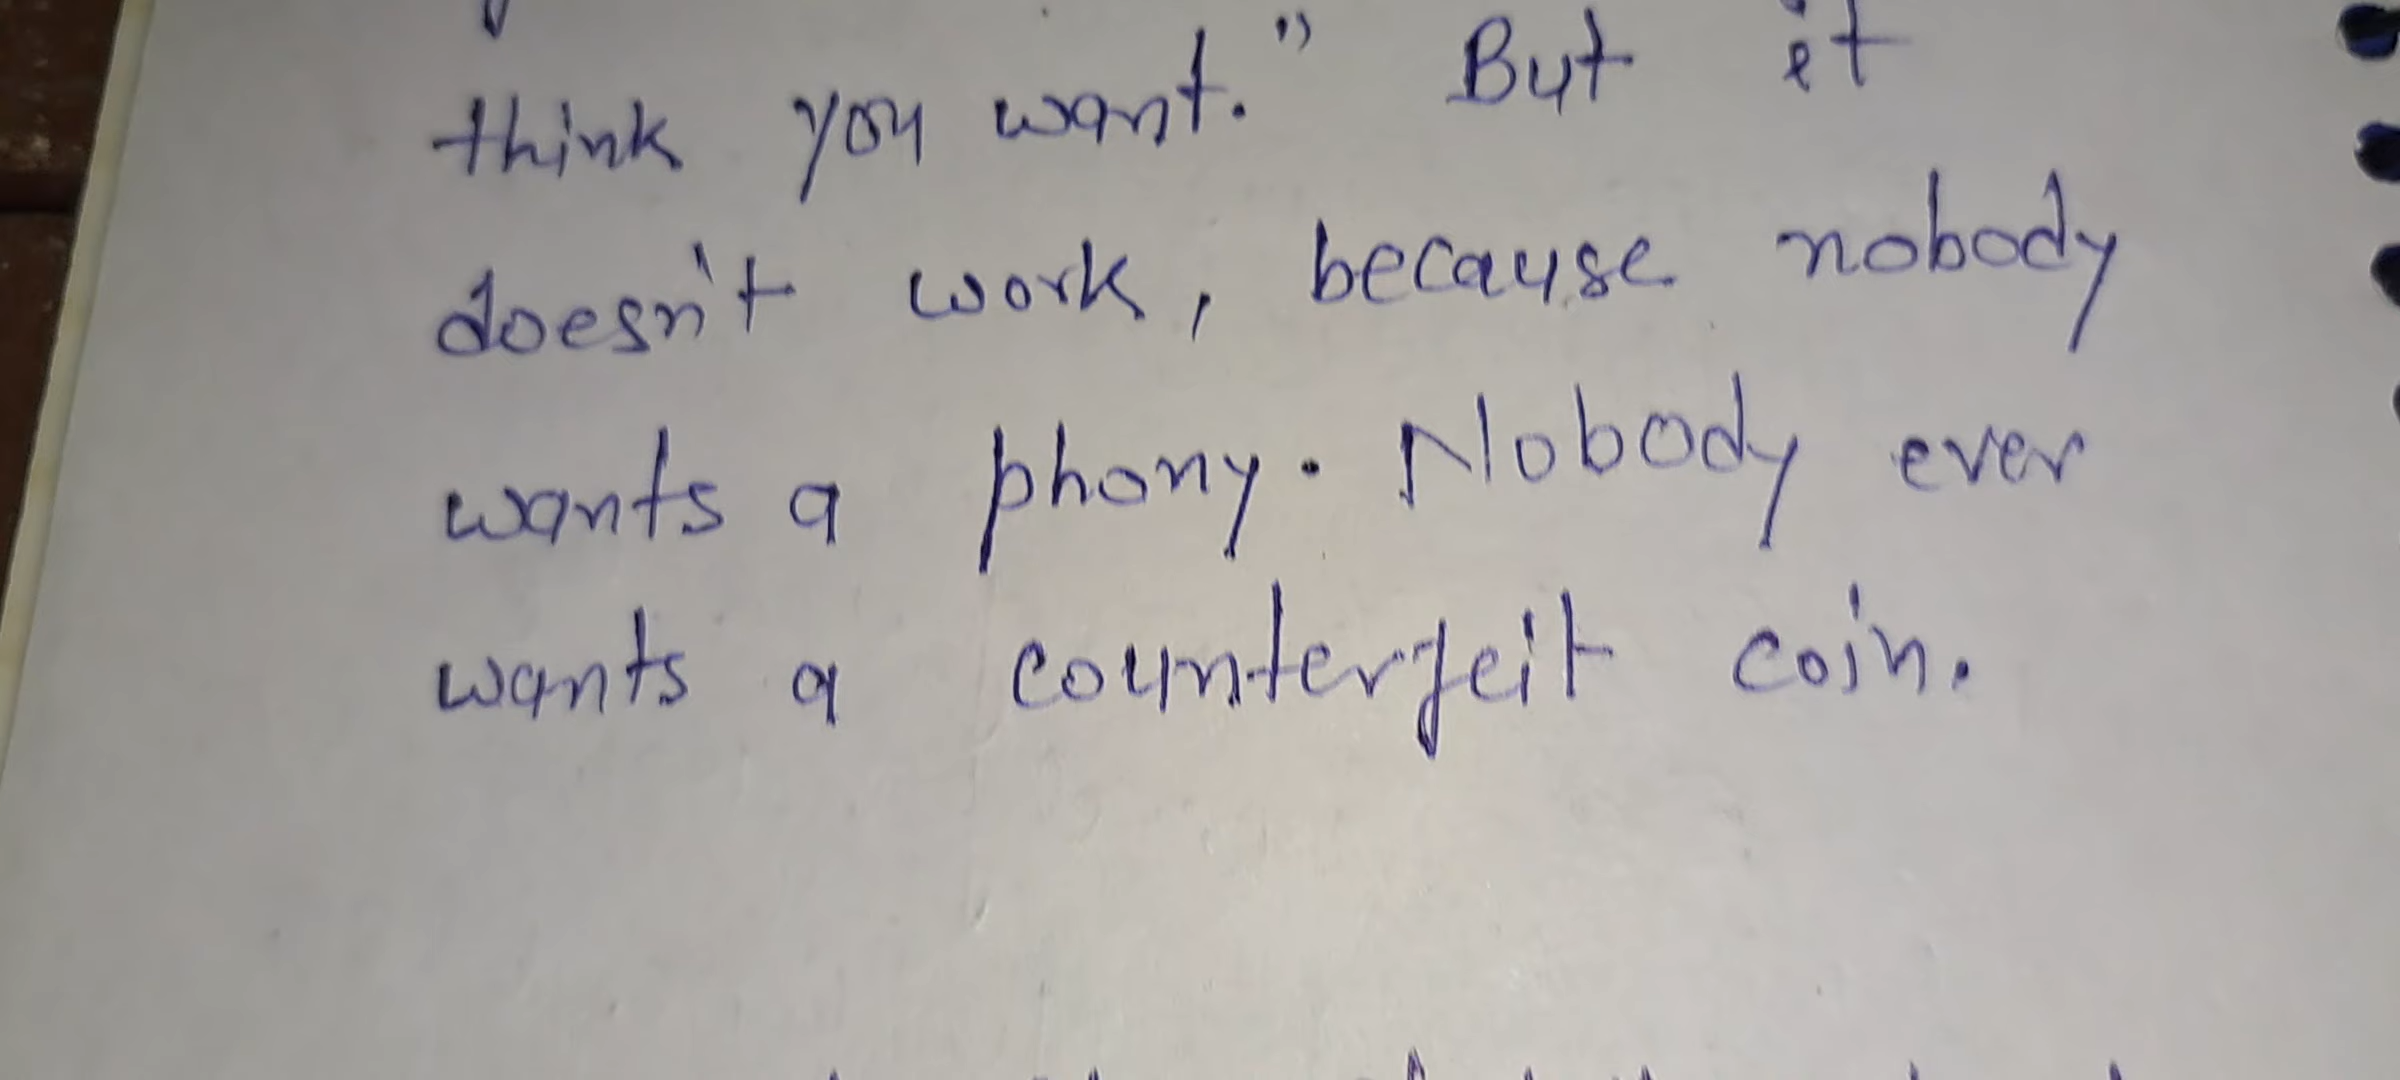 think you want." But it
doesn't work, because nobody
wants a phony. Nobody ever
wants a counterfeit coin.